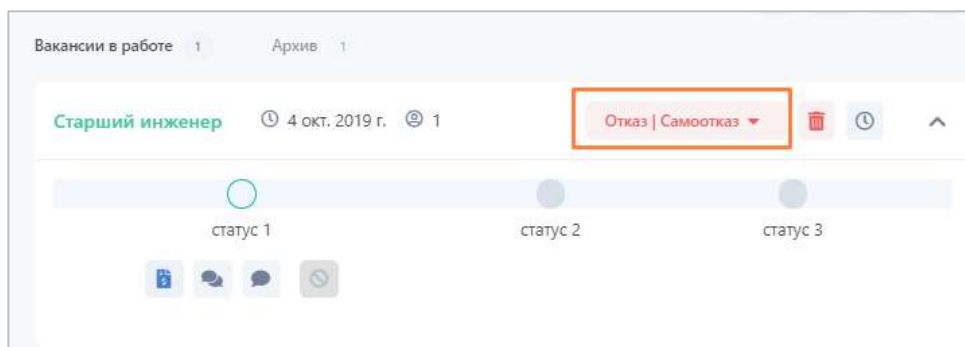 Вакансии в работе 1 Архив 1
Старший инженер 4 окт. 2019 г. 1 Отказ | Самоотказ
статус 1 статус 2 статус 3